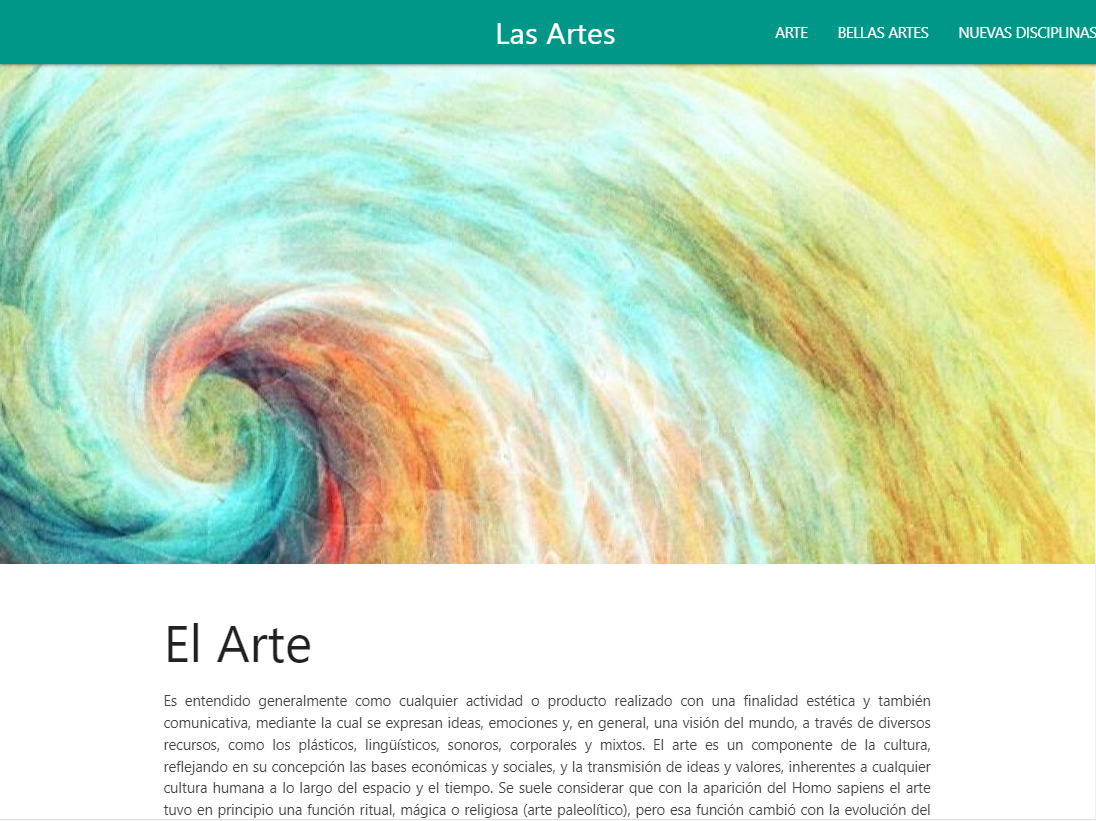 Las Artes
ARTE BELLAS ARTES NUEVAS DISCIPLINAS
El Arte
Es entendido generalmente como cualquier actividad o producto realizado con una finalidad estética y también
comunicativa, mediante la cual se expresan ideas, emociones y, en general, una visión del mundo, a través de diversos
recursos, como los plásticos, lingüísticos, sonoros, corporales y mixtos. El arte es un componente de la cultura,
reflejando en su concepción las bases económicas y sociales, y la transmisión de ideas y valores, inherentes a cualquier
cultura humana a lo largo del espacio y el tiempo. Se suele considerar que con la aparición del Homo sapiens el arte
tuvo en principio una función ritual, mágica o religiosa (arte paleolítico), pero esa función cambió con la evolución del